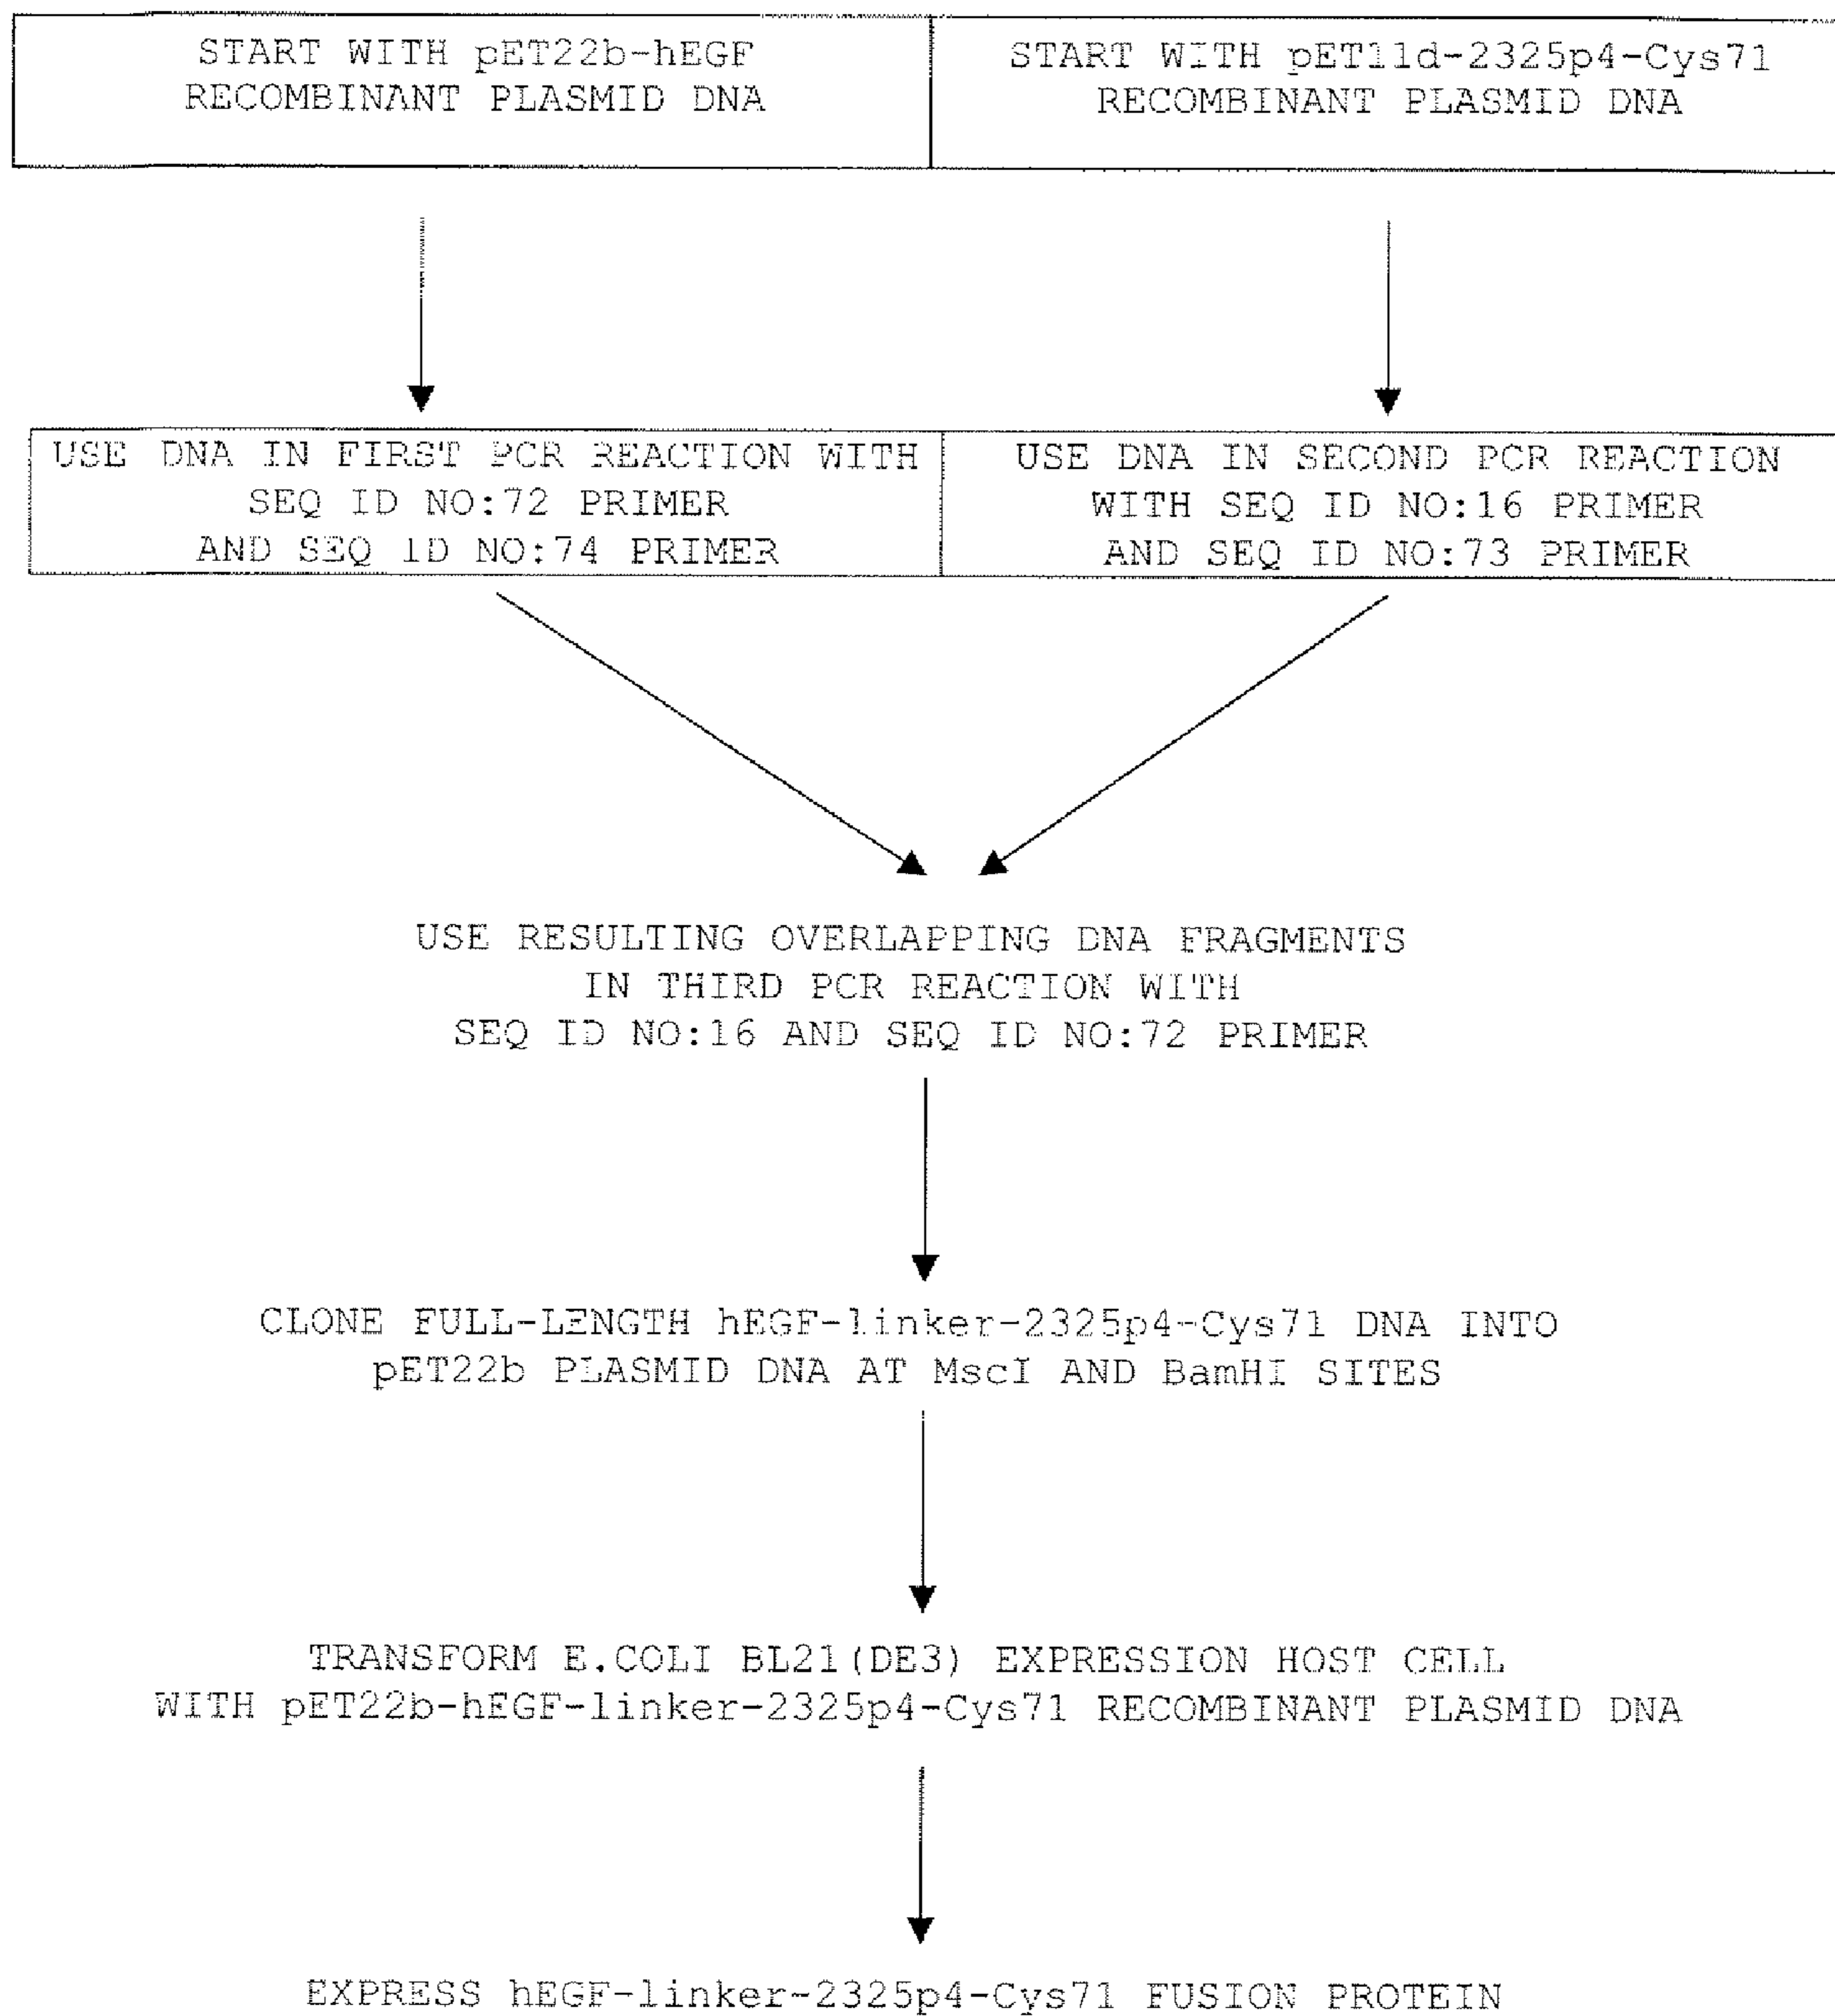 START WITH pET22b-hEGF
RECOMBINANT PLASMID DNA
START WITH pET11d-2325p4-Cys71
RECOMBINANT PLASMID DNA
USE DNA IN FIRST PCR REACTION WITH
SEQ ID NO:72 PRIMER
AND SEQ ID NO:74 PRIMER
USE DNA IN SECOND PCR REACTION
WITH SEQ ID NO:16 PRIMER
AND SEQ ID NO:73 PRIMER
USE RESULTING OVERLAPPING DNA FRAGMENTS
IN THIRD PCR REACTION WITH
SEQ ID NO:16 AND SEQ ID NO:72 PRIMER
CLONE FULL-LENGTH hEGF-linker-2325p4-Cys71 DNA INTO
pET22b PLASMID DNA AT MscI AND BamHI SITES
TRANSFORM E.COLI BL21(DE3) EXPRESSION HOST CELL
WITH pET22b-hEGF-linker-2325p4-Cys71 RECOMBINANT PLASMID DNA
EXPRESS hEGF-linker-2325p4-Cys71 FUSION PROTEIN